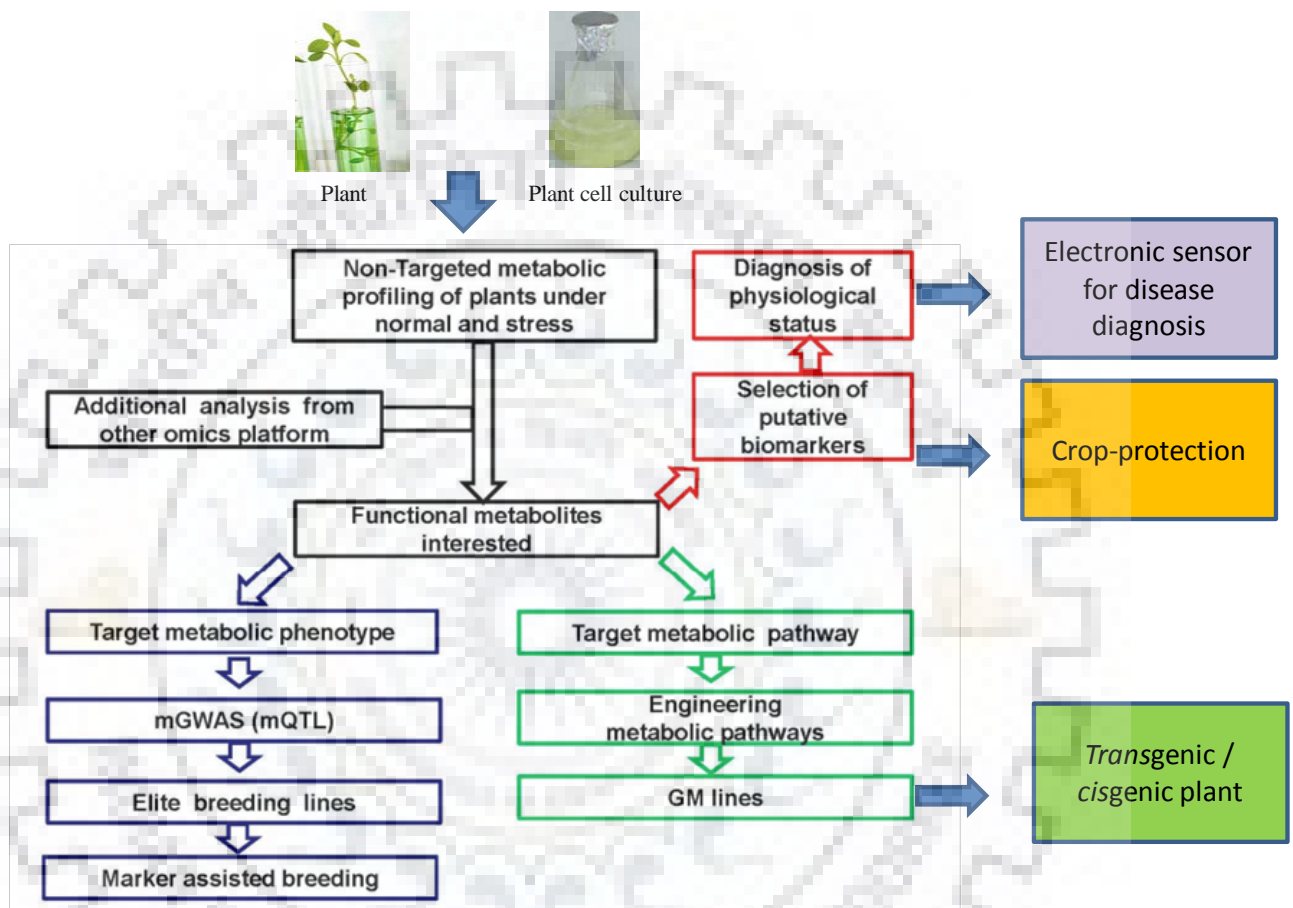 Plant
Plant cell culture
Non-Targeted metabolic
profiling of plants under
normal and stress
Diagnosis of
physiological
status
Electronic sensor
for disease
diagnosis
Additional analysis from
other omics platform
Selection of
putative
biomarkers
Crop-protection
Functional metabolites
interested
Target metabolic phenotype
mGWAS (mQTL)
Elite breeding lines
Marker assisted breeding
Target metabolic pathway
Engineering
metabolic pathways
GM lines
Transgenic /
cisgenic plant